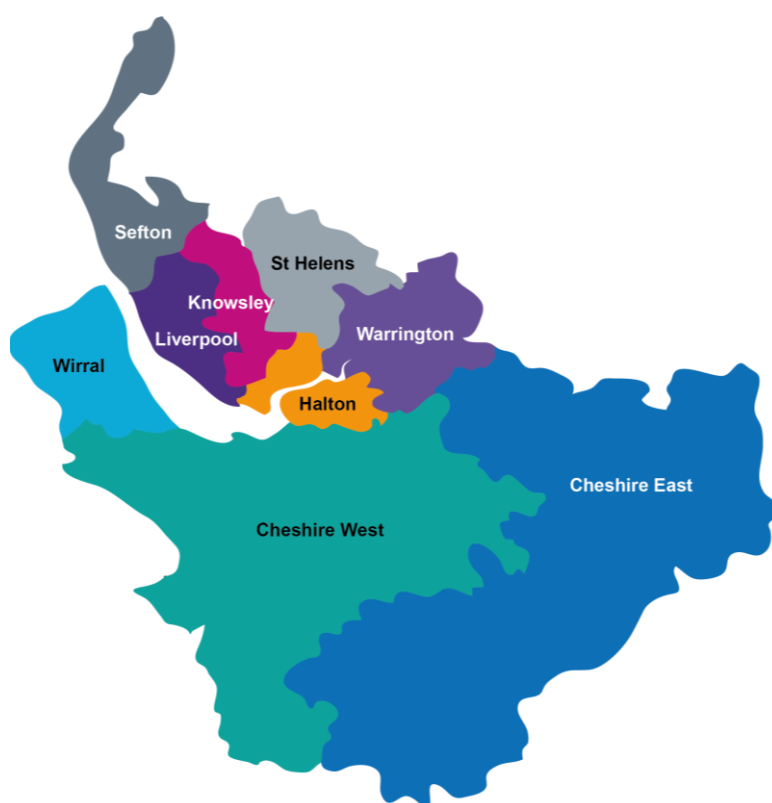 Sefton
St Helens
Knowsley
Liverpool
Warrington
Wirral
Halton
Cheshire East
Cheshire West